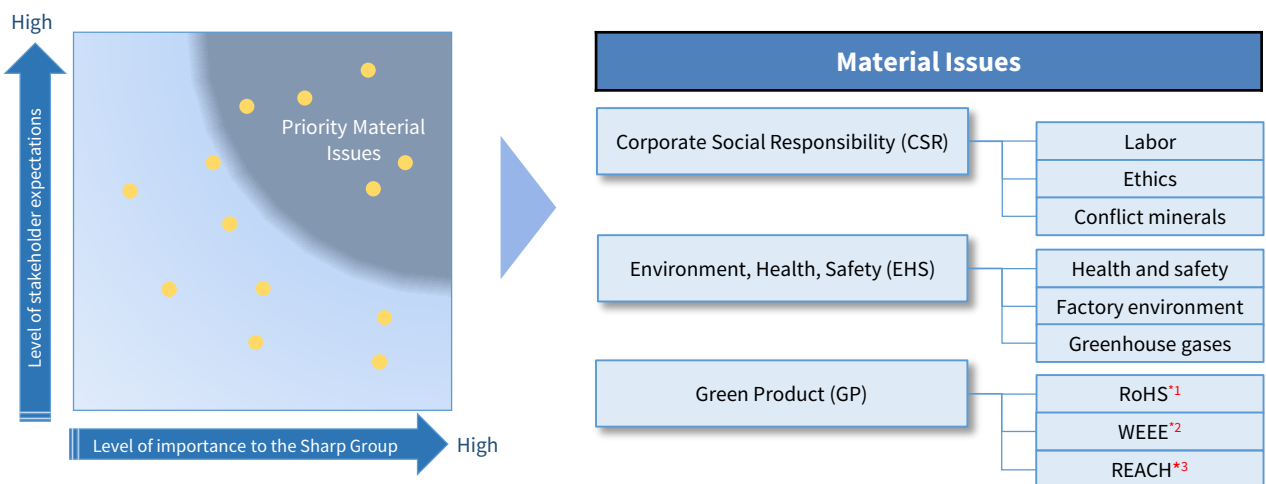 High
Level of stakeholder expectations
Priority Material
Issues
Level of importance to the Sharp Group
High
Material Issues
Corporate Social Responsibility (CSR)
Labor
Ethics
Conflict minerals
Environment, Health, Safety (EHS)
Health and safety
Factory environment
Greenhouse gases
Green Product (GP)
RoHS*1
WEEE*2
REACH*3